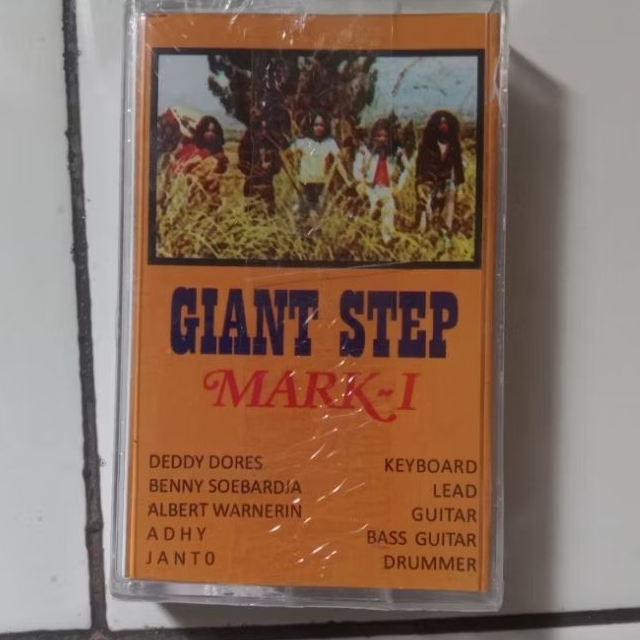 GIANT STEP
MARK-I
DEDDY DORES KEYBOARD
BENNY SOEBARDJA LEAD
ALBERT WARNERIN GUITAR
ADHY BASS GUITAR
JANTO DRUMMER